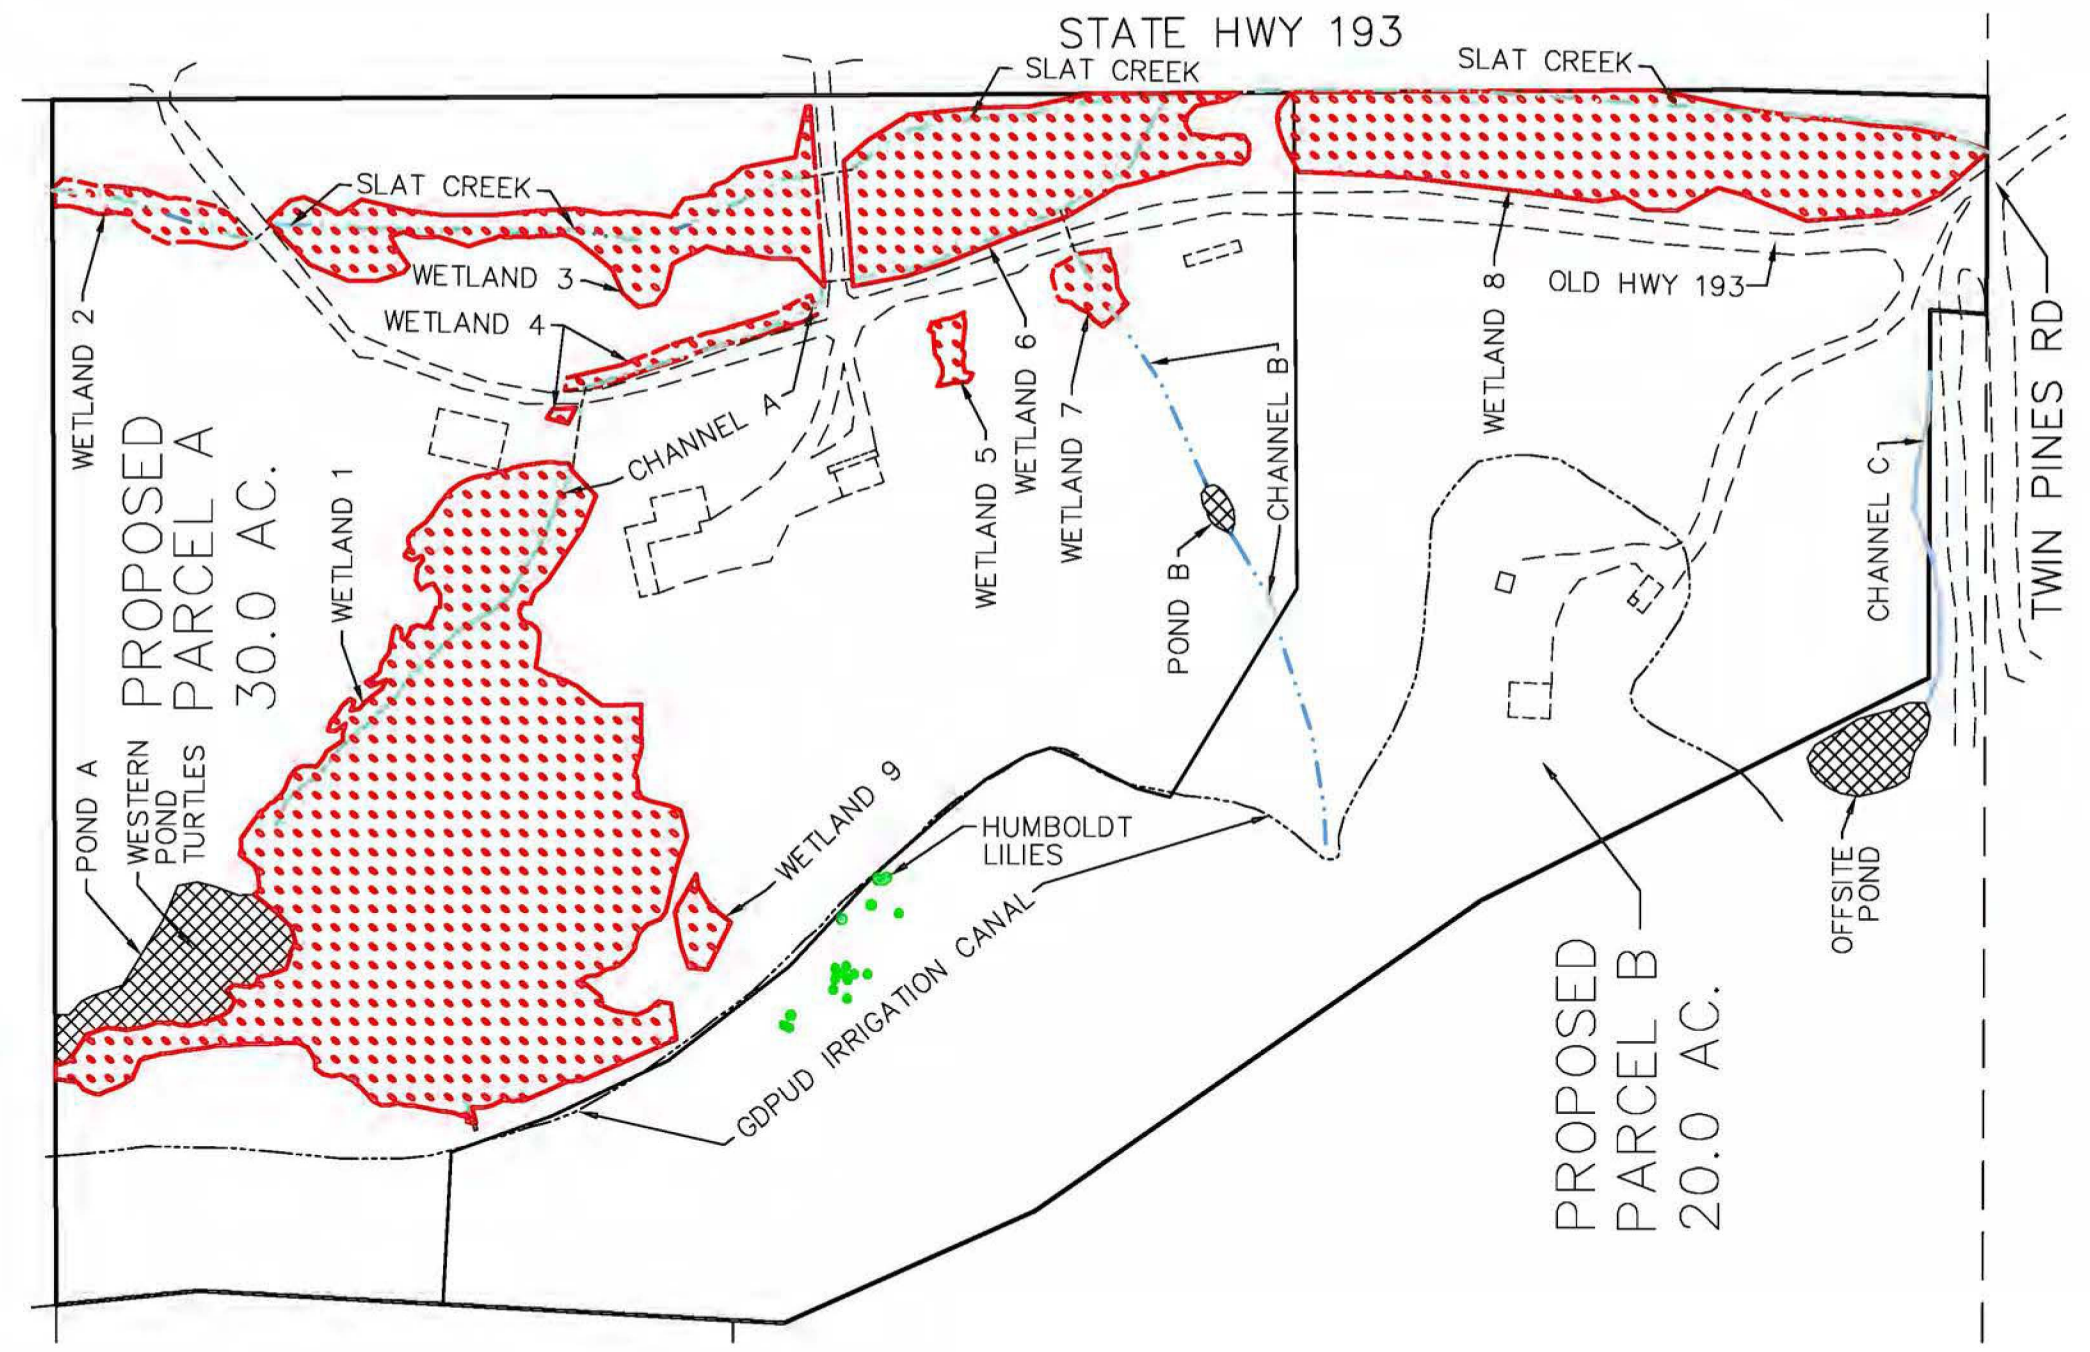 STATE HWY 193
SLAT CREEK
SLAT CREEK
SLAT CREEK
WETLAND 3
WETLAND 4
WETLAND 2
PROPOSED
PARCEL A
30.0 AC.
WETLAND 1
CHANNEL A
WETLAND 5
WETLAND 6
WETLAND 7
POND B
CHANNEL B
WETLAND 8
OLD HWY 193
CHANNEL C
TWIN PINES RD
POND A
WESTERN
POND
TURTLES
WETLAND 9
HUMBOLDT
LILIES
GDPUD IRRIGATION CANAL
PROPOSED
PARCEL B
20.0 AC.
OFFSITE
POND